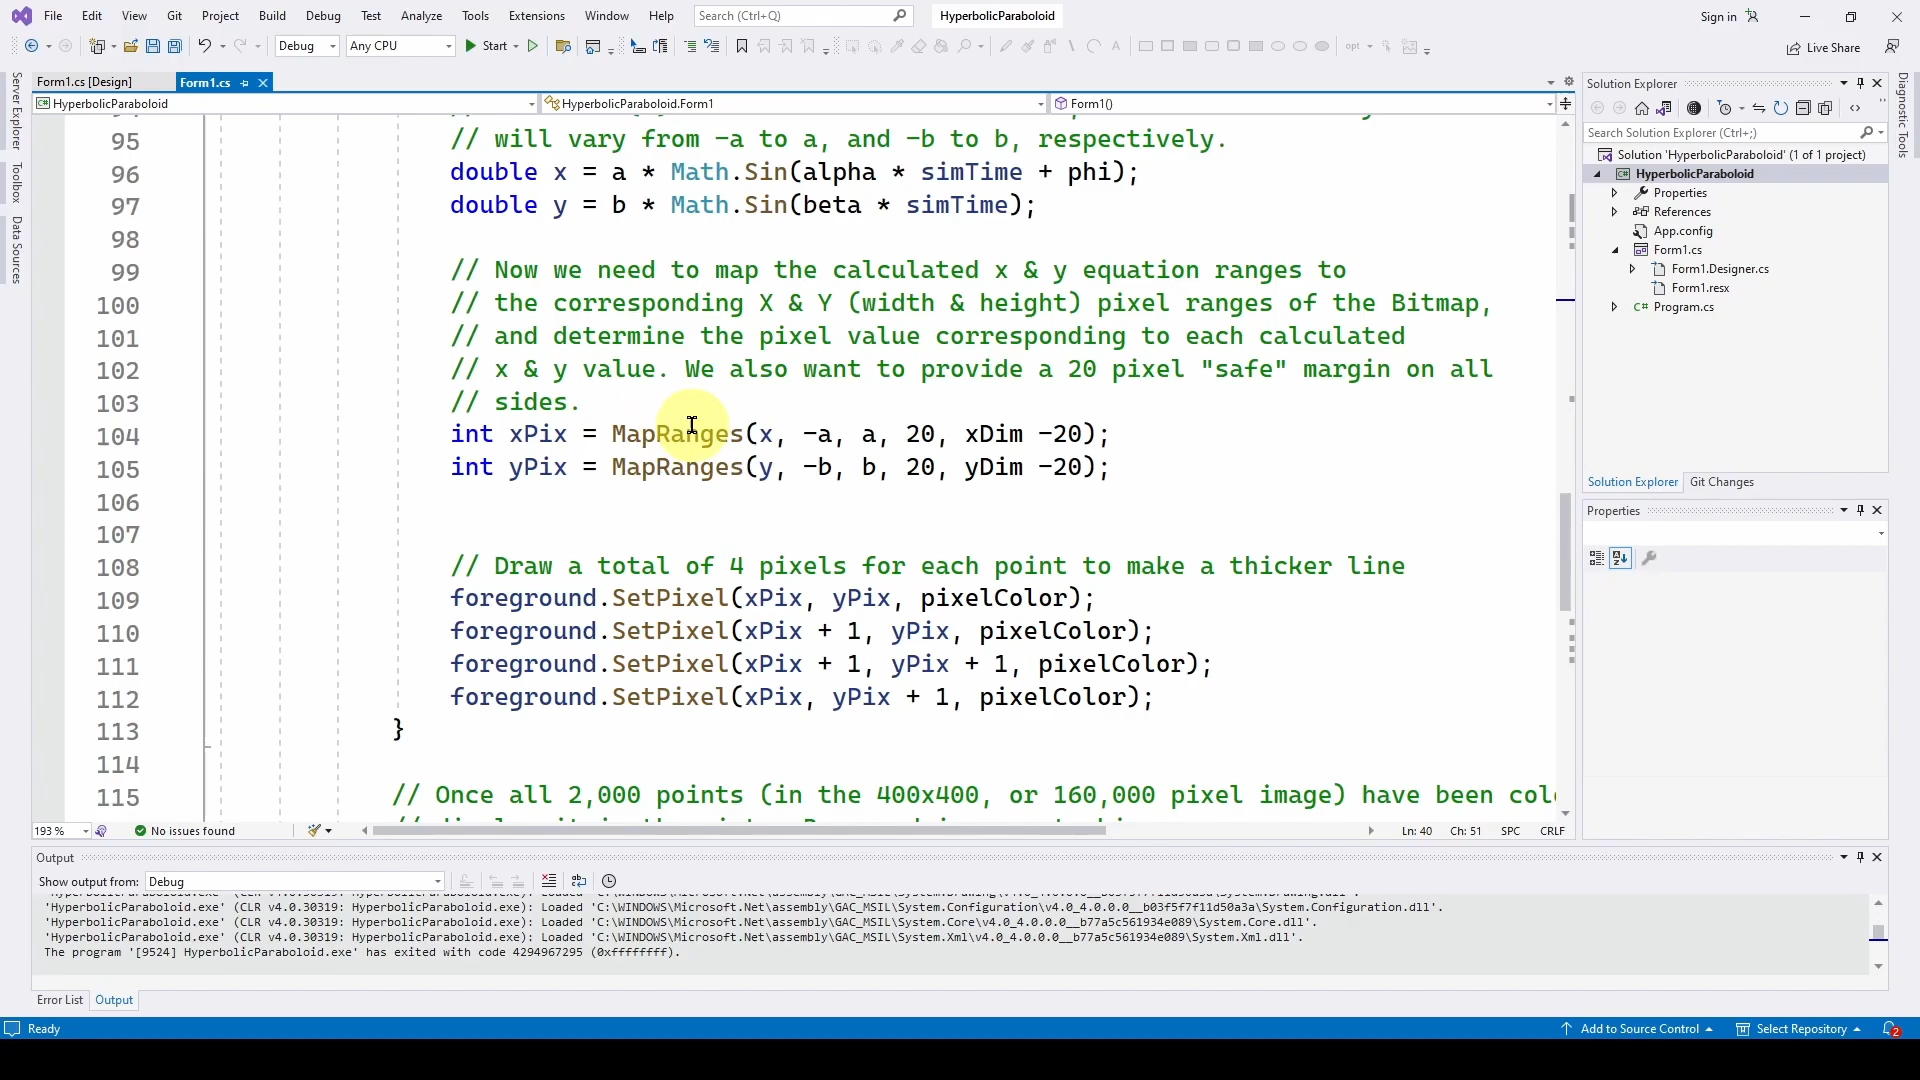 File Edit View Git Project Build Debug Test Analyze Tools Extensions Window Help Search (Ctrl+Q) HyperbolicParaboloid Sign in
Debug Any CPU Start opt Live Share
Form1.cs [Design] Form1.cs
HyperbolicParaboloid HyperbolicParaboloid.Form1 Form1()
Server Explorer
Toolbox
Data Sources
95 // will vary from -a to a, and -b to b, respectively.
96 double x = a * Math.Sin(alpha * simTime + phi);
97 double y = b * Math.Sin(beta * simTime);
98
99 // Now we need to map the calculated x & y equation ranges to
100 // the corresponding X & Y (width & height) pixel ranges of the Bitmap,
101 // and determine the pixel value corresponding to each calculated
102 // x & y value. We also want to provide a 20 pixel "safe" margin on all
103 // sides.
104 int xPix = MapRanges(x, -a, a, 20, xDim -20);
105 int yPix = MapRanges(y, -b, b, 20, yDim -20);
106
107
108 // Draw a total of 4 pixels for each point to make a thicker line
109 foreground.SetPixel(xPix, yPix, pixelColor);
110 foreground.SetPixel(xPix + 1, yPix, pixelColor);
111 foreground.SetPixel(xPix + 1, yPix + 1, pixelColor);
112 foreground.SetPixel(xPix, yPix + 1, pixelColor);
113 }
114
115 // Once all 2,000 points (in the 400x400, or 160,000 pixel image) have been
193 % No issues found Ln: 40 Ch: 51 SPC CRLF
Solution Explorer
Search Solution Explorer (Ctrl+;)
Solution 'HyperbolicParaboloid' (1 of 1 project)
HyperbolicParaboloid
Properties
References
App.config
Form1.cs
Form1.Designer.cs
Form1.resx
Program.cs
Solution Explorer Git Changes
Properties
Diagnostic Tools
Output
Show output from: Debug
'HyperbolicParaboloid.exe' (CLR v4.0.30319: HyperbolicParaboloid.exe): Loaded 'C:\WINDOWS\Microsoft.Net\assembly\GAC_MSIL\System.Configuration\v4.0_4.0.0.0__b03f5f7f11d50a3a\System.Configuration.dll'.
'HyperbolicParaboloid.exe' (CLR v4.0.30319: HyperbolicParaboloid.exe): Loaded 'C:\WINDOWS\Microsoft.Net\assembly\GAC_MSIL\System.Core\v4.0_4.0.0.0__b77a5c561934e089\System.Core.dll'.
'HyperbolicParaboloid.exe' (CLR v4.0.30319: HyperbolicParaboloid.exe): Loaded 'C:\WINDOWS\Microsoft.Net\assembly\GAC_MSIL\System.Xml\v4.0_4.0.0.0__b77a5c561934e089\System.Xml.dll'.
The program '[9524] HyperbolicParaboloid.exe' has exited with code 4294967295 (0xffffffff).
Error List Output
Ready Add to Source Control Select Repository 2